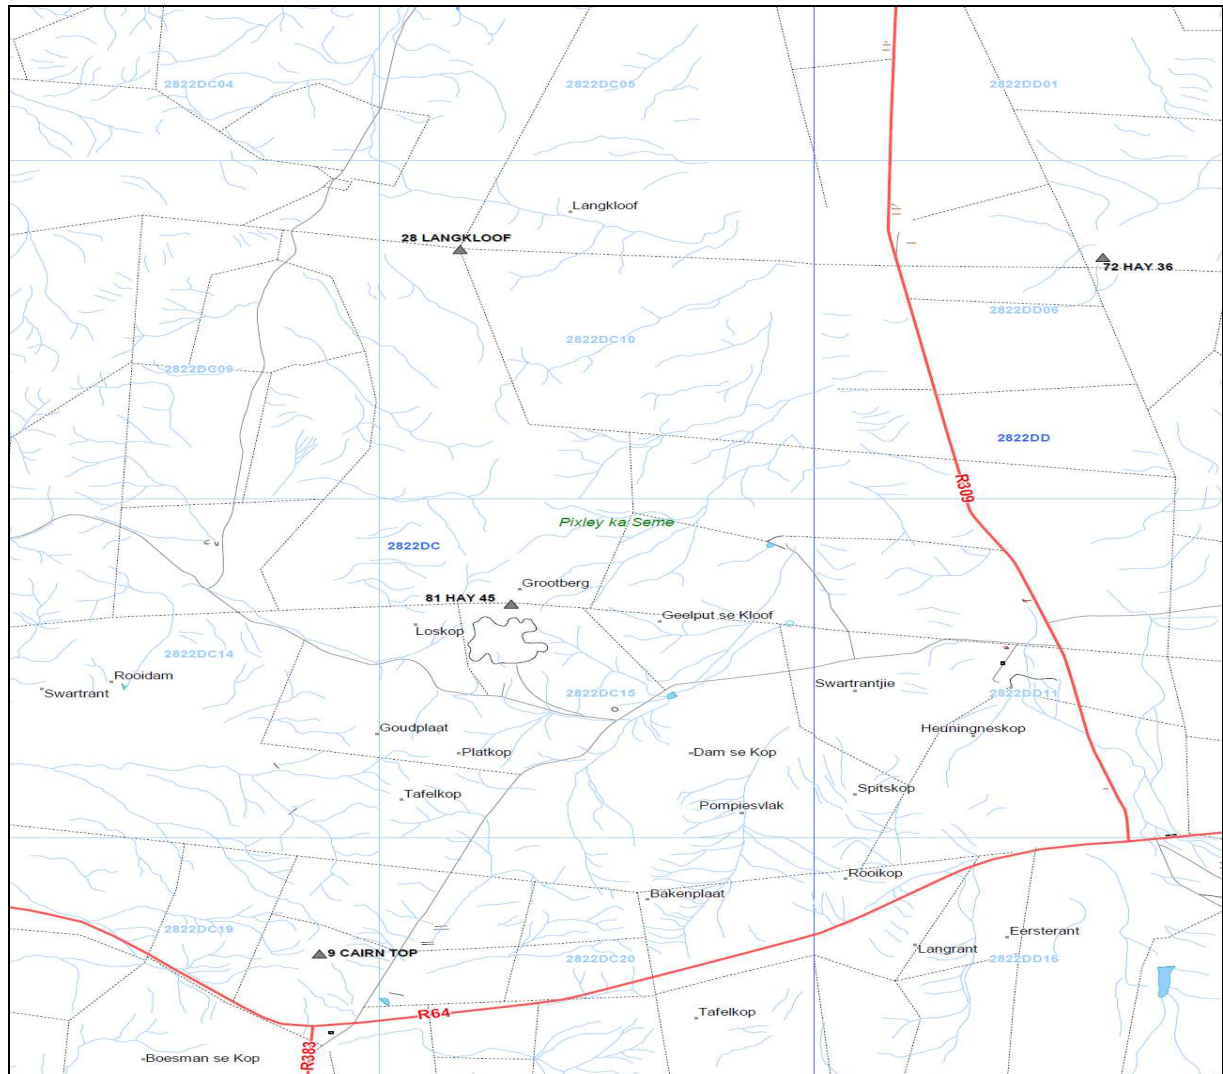 2822DC04
2822DC05
2822DD01
Langkloof
28 LANGKLOOF
72 HAY 36
2822DD06
2822DC10
2822DC09
2822DD
R309
Pixley ka Seme
2822DC
Grootberg
81 HAY 45
Geelput se Kloof
Loskop
2822DC14
Rooidam
Swartrant
2822DC15
Swartrantjie
2822DD11
Goudplaat
Heuningneskop
Platkop
Dam se Kop
Tafelkop
Spitskop
Pompiesvlak
Rooikop
Bakenplaat
2822DC19
Eersterant
9 CAIRN TOP
Langrant
2822DC20
2822DD16
R64
Tafelkop
R383
Boesman se Kop